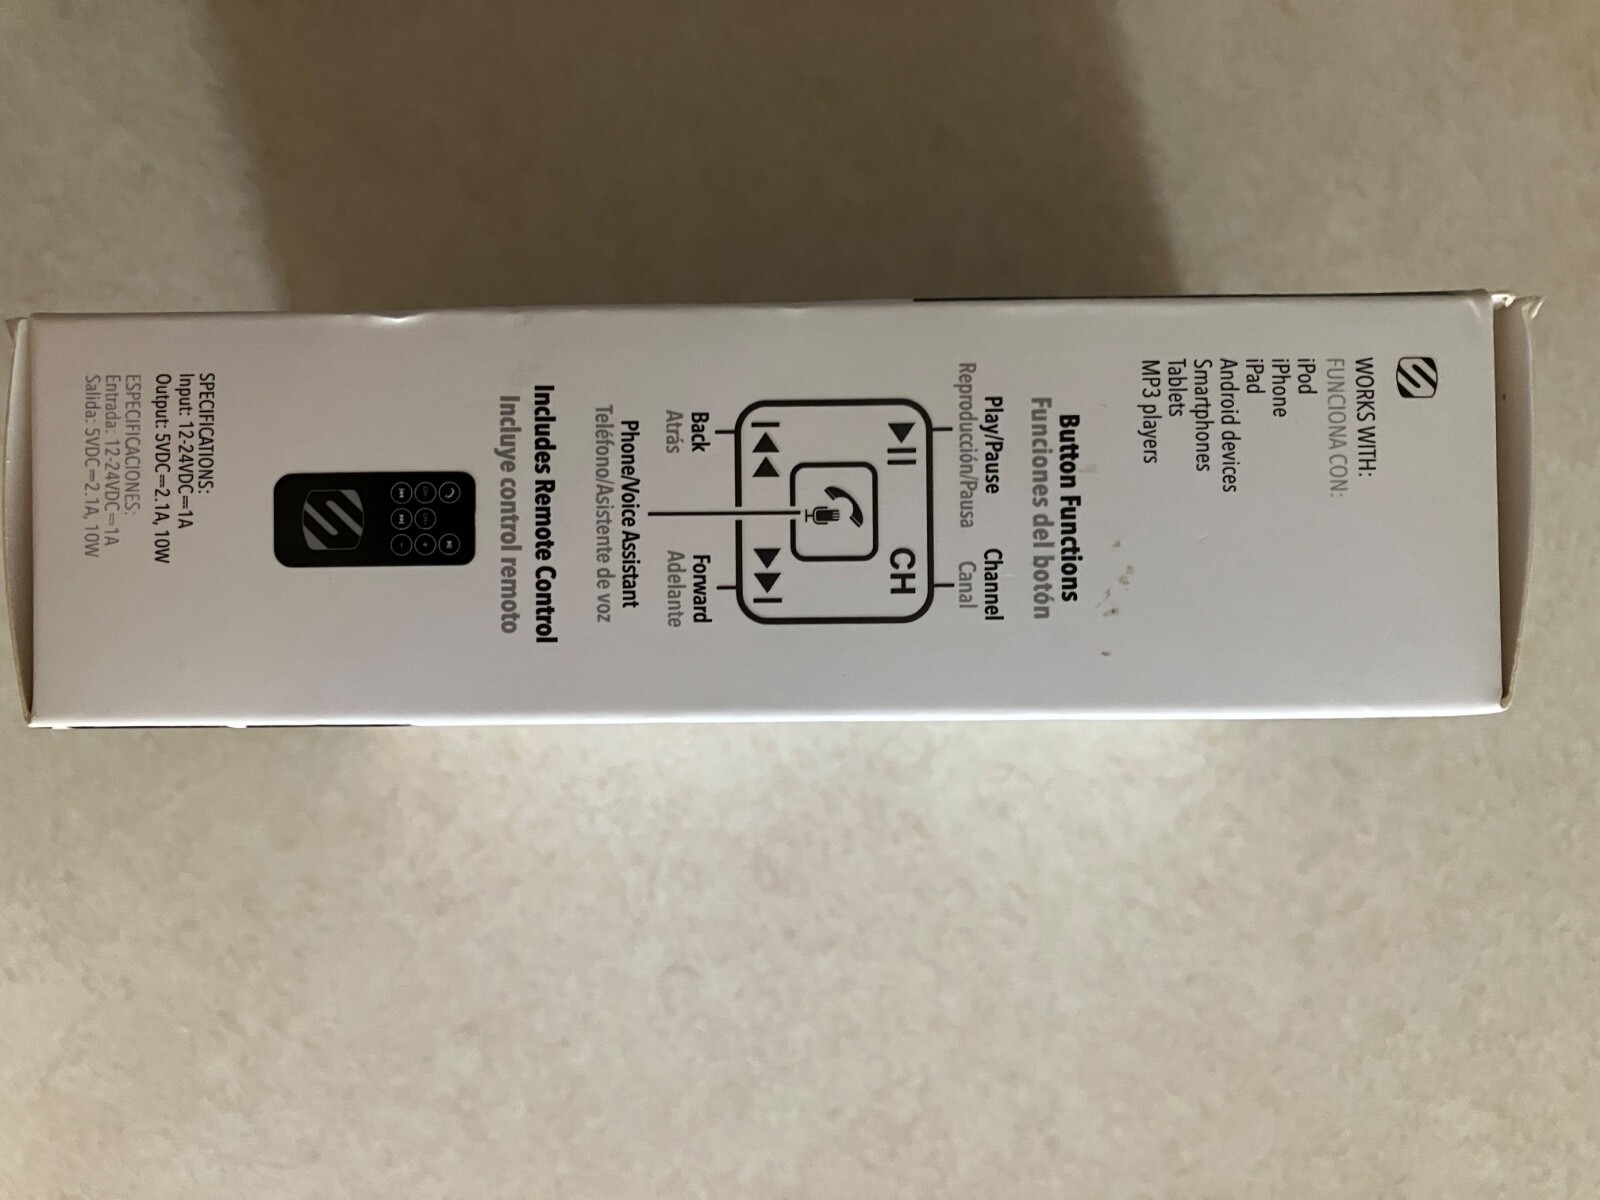 WORKS WITH:
FUNCIONA CON:
iPod
iPhone
iPad
Android devices
Smartphones
Tablets
MP3 players
Button Functions
Funciones del botón
Play/Pause
Reproducción/Pausa
Channel
Canal
CH
Back
Atrás
Forward
Adelante
Phone/Voice Assistant
Teléfono/Asistente de voz
Includes Remote Control
Incluye control remoto
SPECIFICATIONS:
Input: 12-24VDC⎓1A
Output: 5VDC⎓2.1A, 10W
ESPECIFICACIONES:
Entrada: 12-24VDC⎓1A
Salida: 5VDC⎓2.1A, 10W